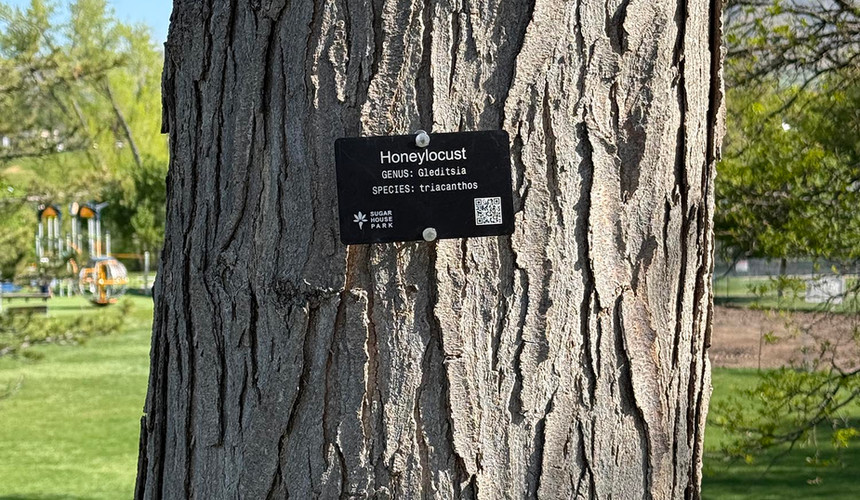 Honeylocust
GENUS: Gleditsia
SPECIES: triacanthos
SUGAR
HOUSE
PARK